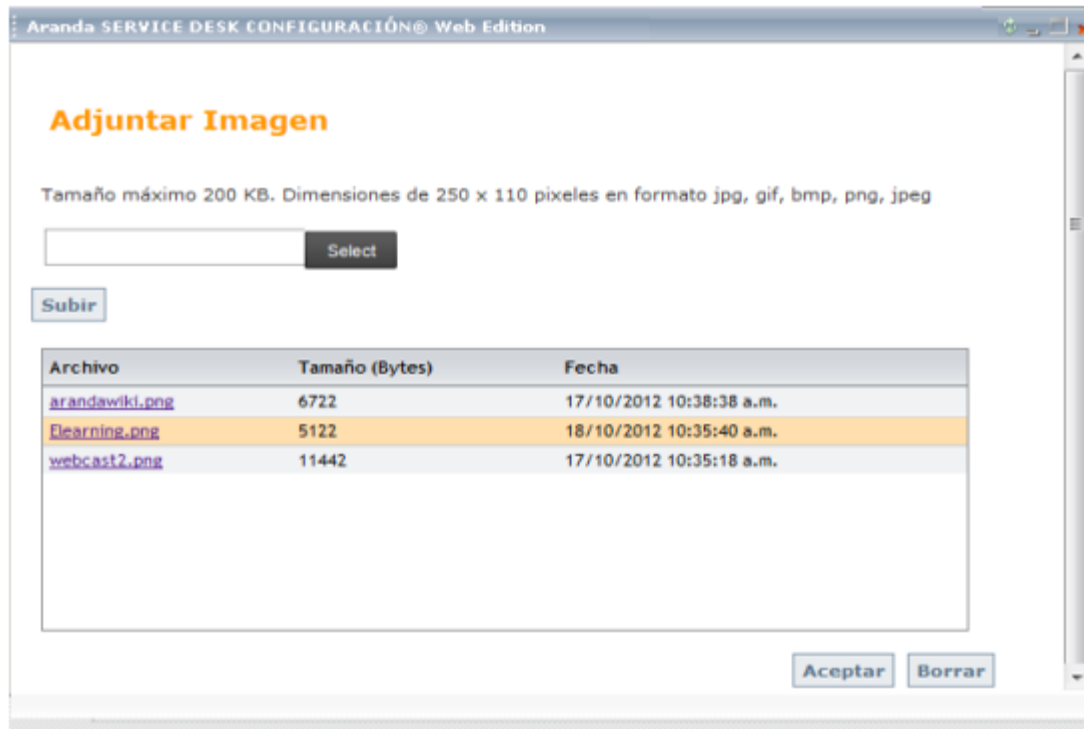 Aranda SERVICE DESK CONFIGURACIÓN® Web Edition
Adjuntar Imagen
Tamaño máximo 200 KB. Dimensiones de 250 x 110 pixeles en formato jpg, gif, bmp, png, jpeg
Select
Subir
Archivo Tamaño (Bytes) Fecha
arandawiki.png 6722 17/10/2012 10:38:38 a.m.
Elearning.png 5122 18/10/2012 10:35:40 a.m.
webcast2.png 11442 17/10/2012 10:35:18 a.m.
Aceptar Borrar